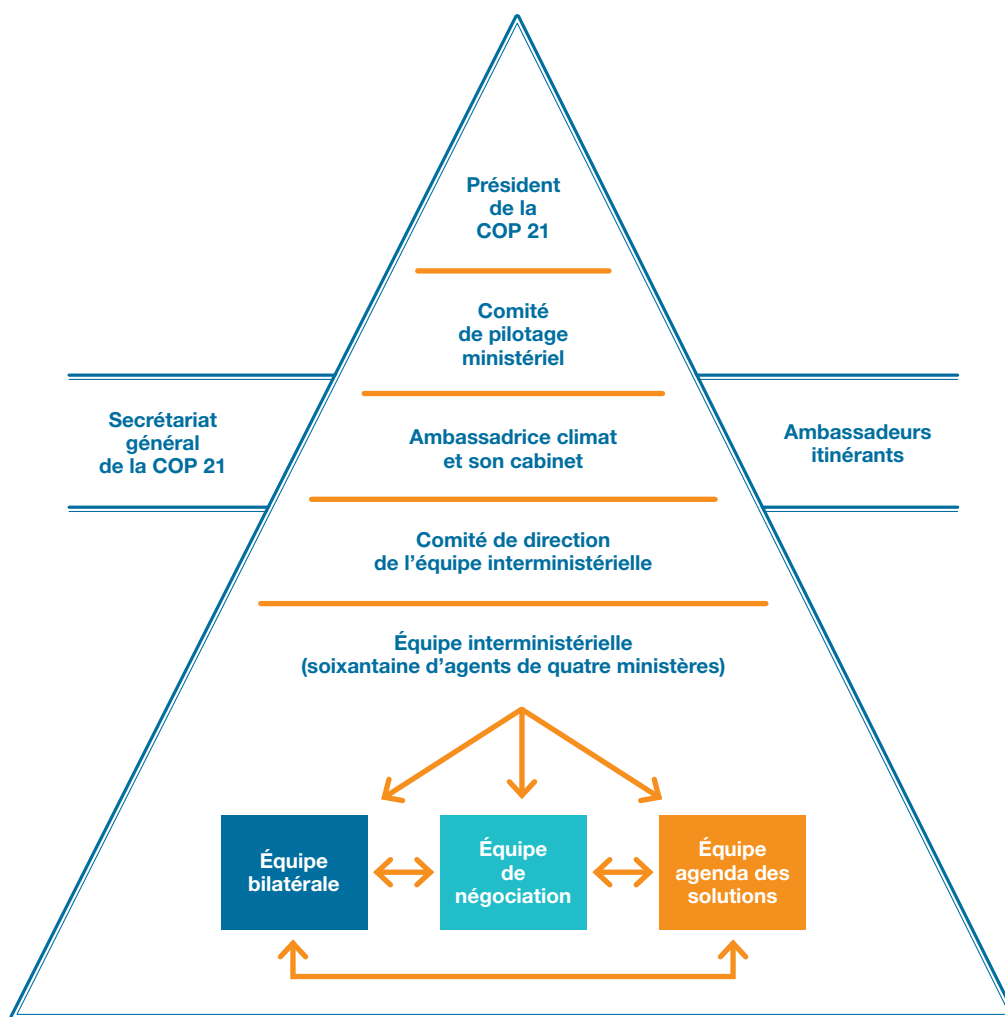 Président
de la
COP 21
Comité
de pilotage
ministériel
Secrétariat
général
de la COP 21
Ambassadrice climat
et son cabinet
Ambassadeurs
itinérants
Comité de direction
de l’équipe interministérielle
Équipe interministérielle
(soixantaine d’agents de quatre ministères)
Équipe
bilatérale
Équipe
de
négociation
Équipe
agenda des
solutions